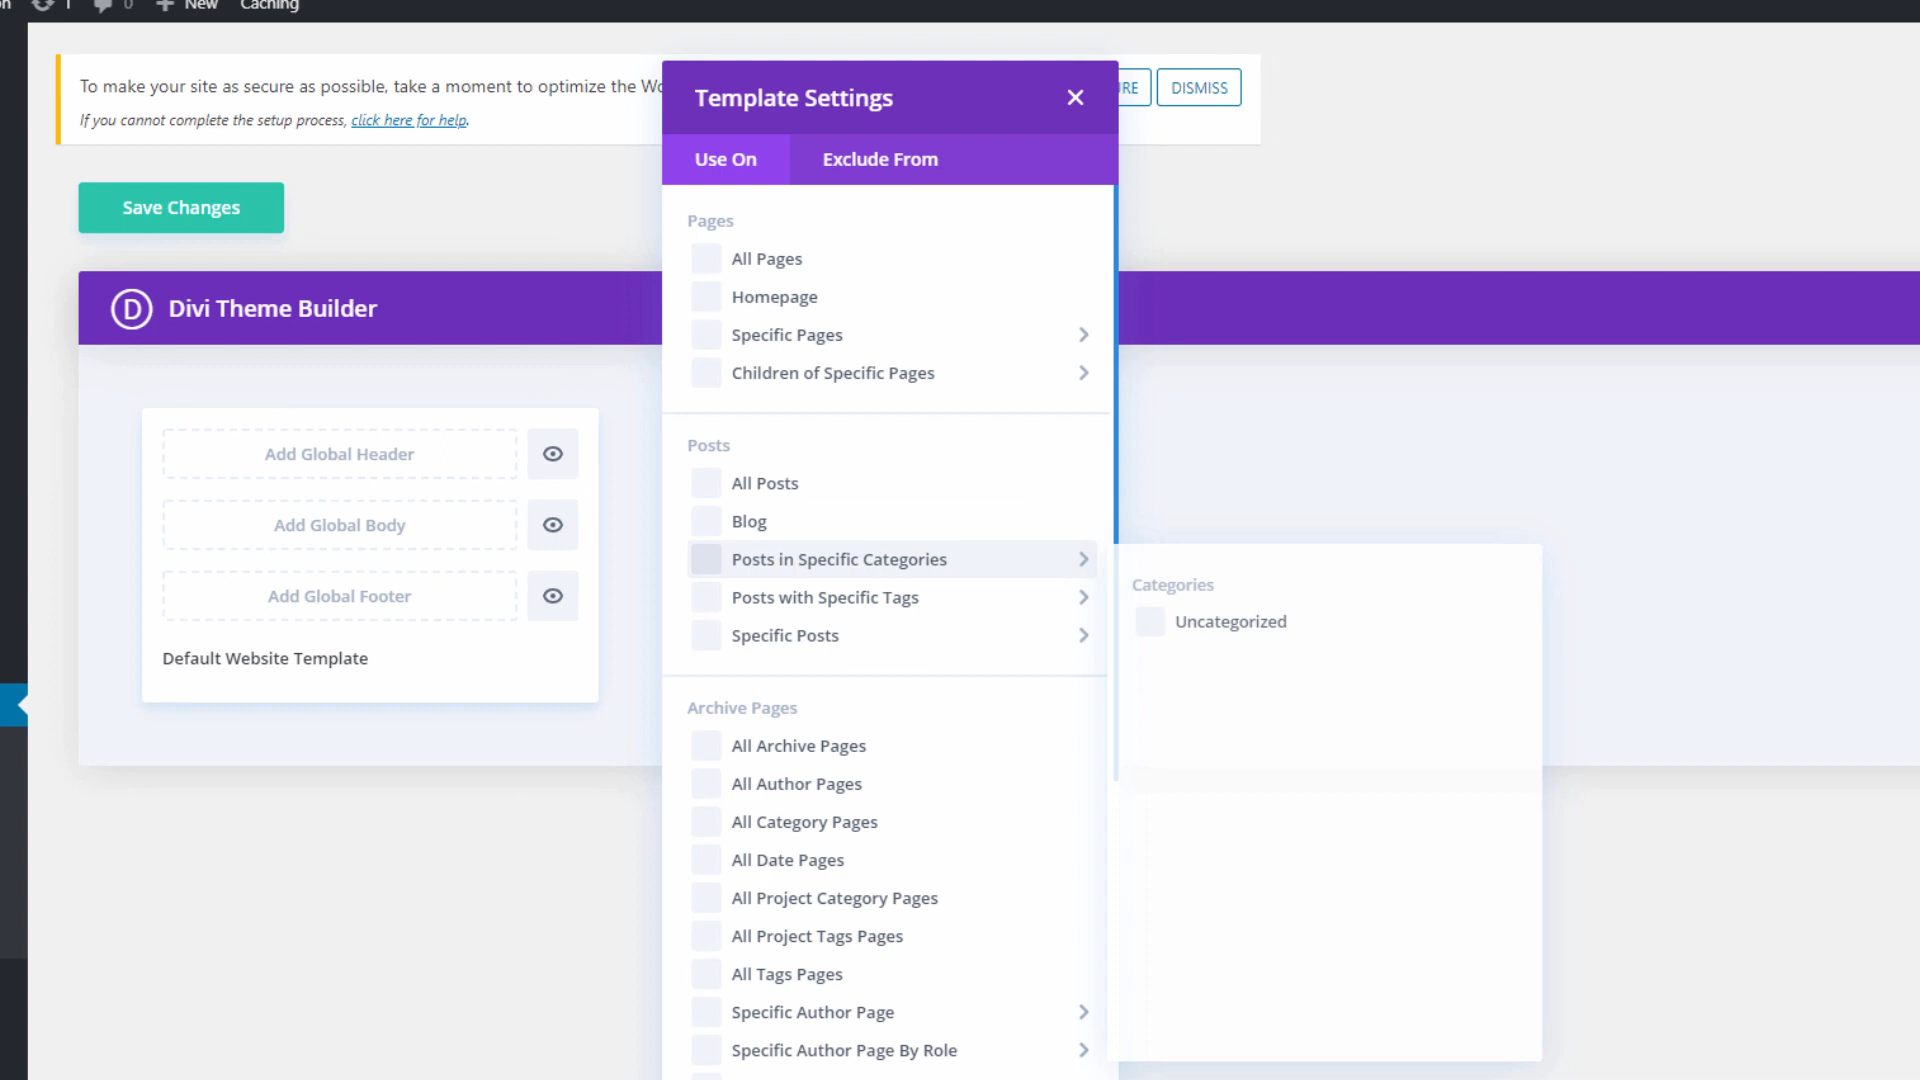 1
0
New
Caching
To make your site as secure as possible, take a moment to optimize the
If you cannot complete the setup process, click here for help.
DISMISS
Template Settings
Use On
Exclude From
Save Changes
D
Divi Theme Builder
Add Global Header
Add Global Body
Add Global Footer
Default Website Template
Pages
All Pages
Homepage
Specific Pages
Children of Specific Pages
Posts
All Posts
Blog
Posts in Specific Categories
Posts with Specific Tags
Specific Posts
Categories
Uncategorized
Archive Pages
All Archive Pages
All Author Pages
All Category Pages
All Date Pages
All Project Category Pages
All Project Tags Pages
All Tags Pages
Specific Author Page
Specific Author Page By Role